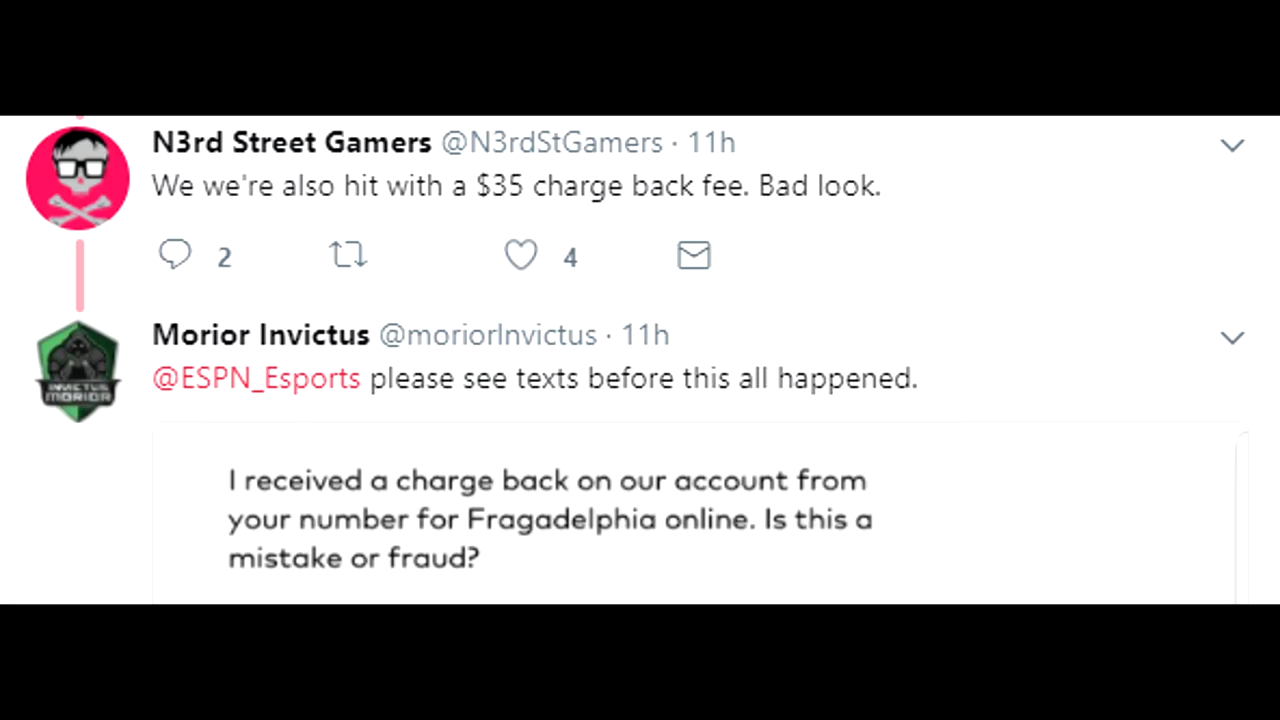 N3rd Street Gamers @N3rdStGamers · 11h
We we're also hit with a $35 charge back fee. Bad look.
2 4
Morior Invictus @moriorInvictus · 11h
@ESPN_Esports please see texts before this all happened.
INVICTUS
MORIOR
I received a charge back on our account from
your number for Fragadelphia online. Is this a
mistake or fraud?